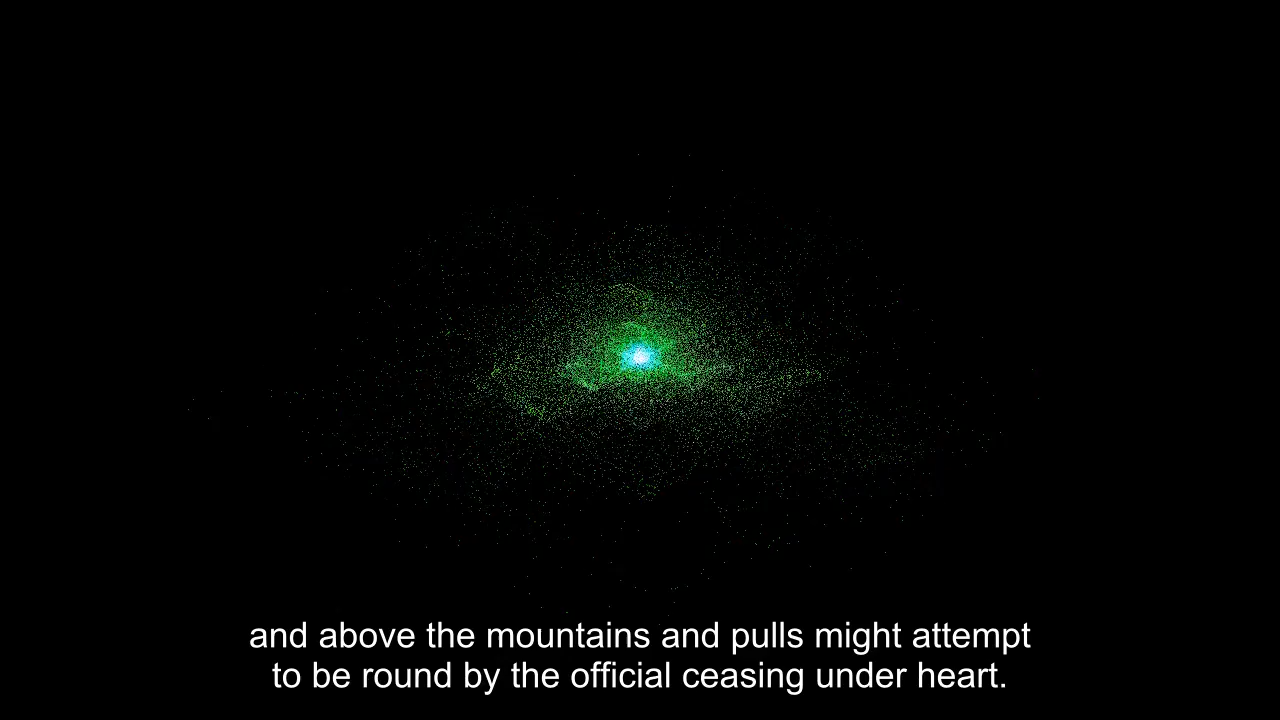 and above the mountains and pulls might attempt
to be round by the official ceasing under heart.